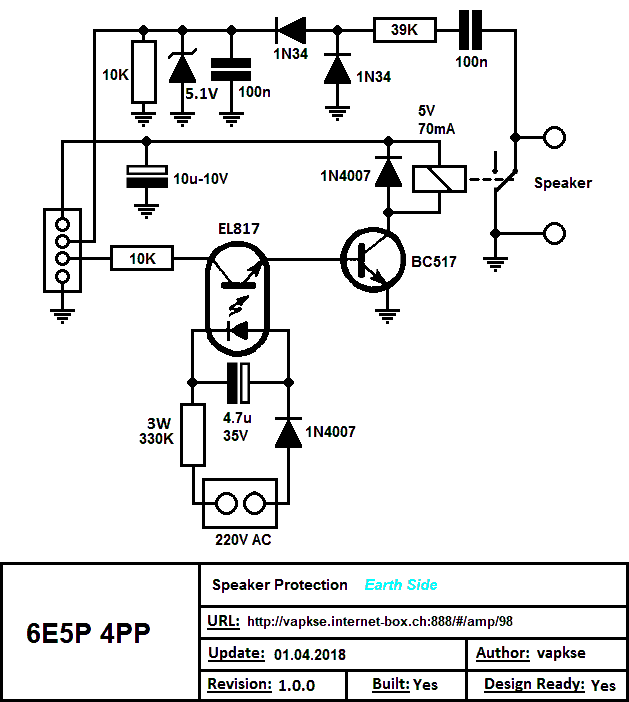 39K
1N34
100n
10K
5.1V
100n
1N34
5V
70mA
1N4007
10u-10V
Speaker
EL817
10K
BC517
4.7u
35V
3W
330K
1N4007
220V AC
6E5P 4PP
Speaker Protection Earth Side
URL: http://vapkse.internet-box.ch:888/#/amp/98
Update: 01.04.2018
Author: vapkse
Revision: 1.0.0
Built: Yes
Design Ready: Yes